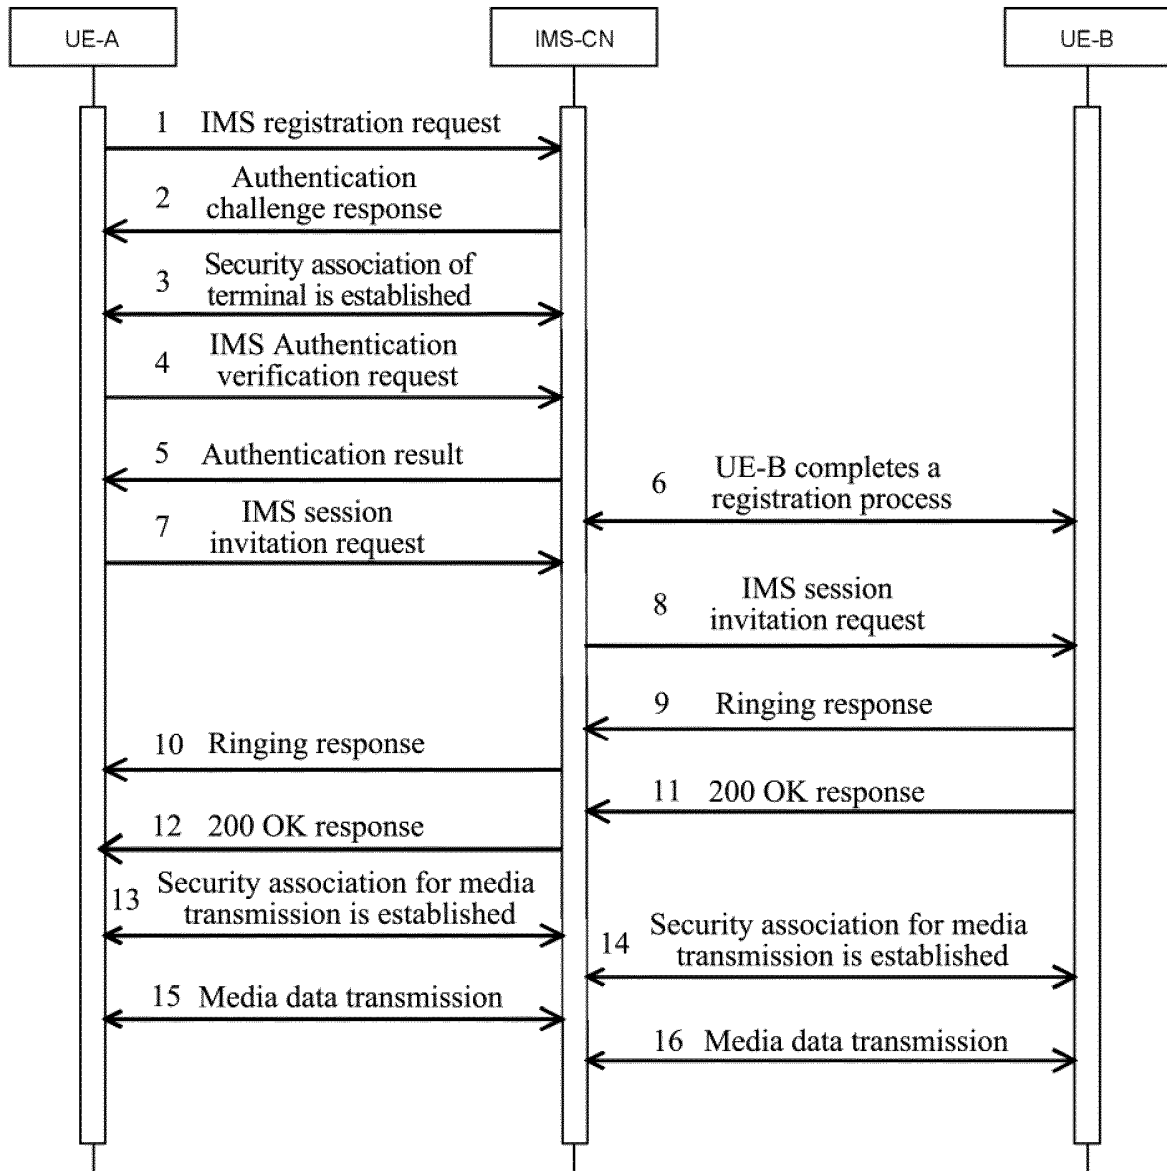 UE-A
IMS-CN
UE-B
1 IMS registration request
2 Authentication
challenge response
3 Security association of
terminal is established
4 IMS Authentication
verification request
5 Authentication result
6 UE-B completes a
registration process
7 IMS session
invitation request
8 IMS session
invitation request
9 Ringing response
10 Ringing response
11 200 OK response
12 200 OK response
13 Security association for media
transmission is established
14 Security association for media
transmission is established
15 Media data transmission
16 Media data transmission